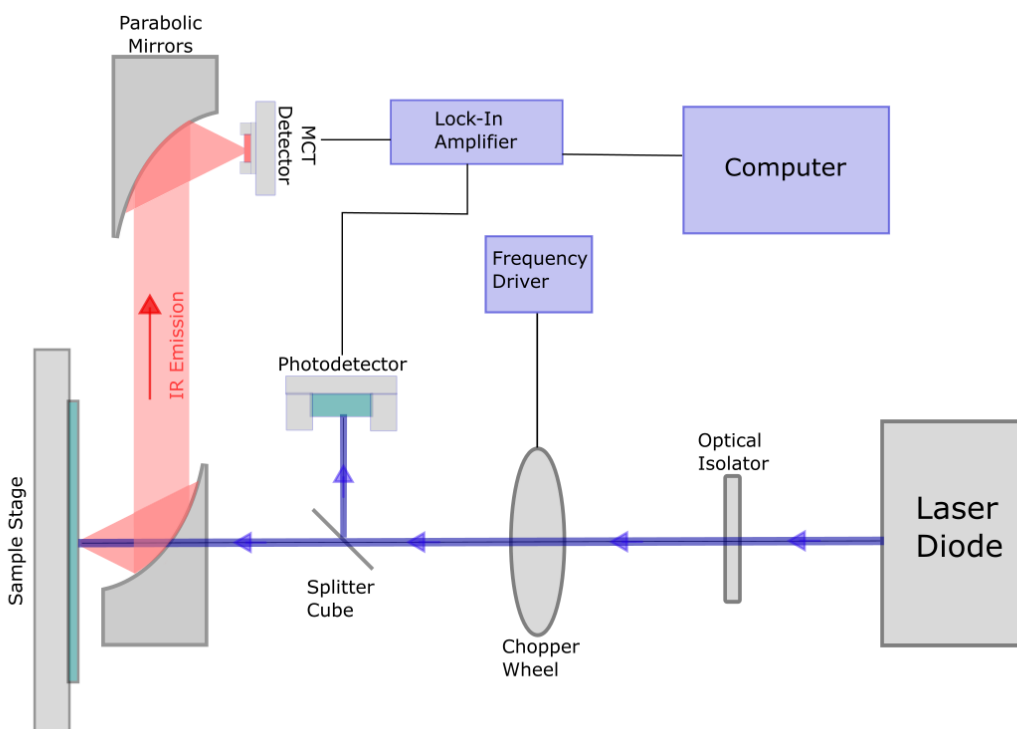 Parabolic
Mirrors
MCT
Detector
Lock-In
Amplifier
Computer
Frequency
Driver
IR Emission
Photodetector
Optical
Isolator
Sample Stage
Laser
Diode
Splitter
Cube
Chopper
Wheel